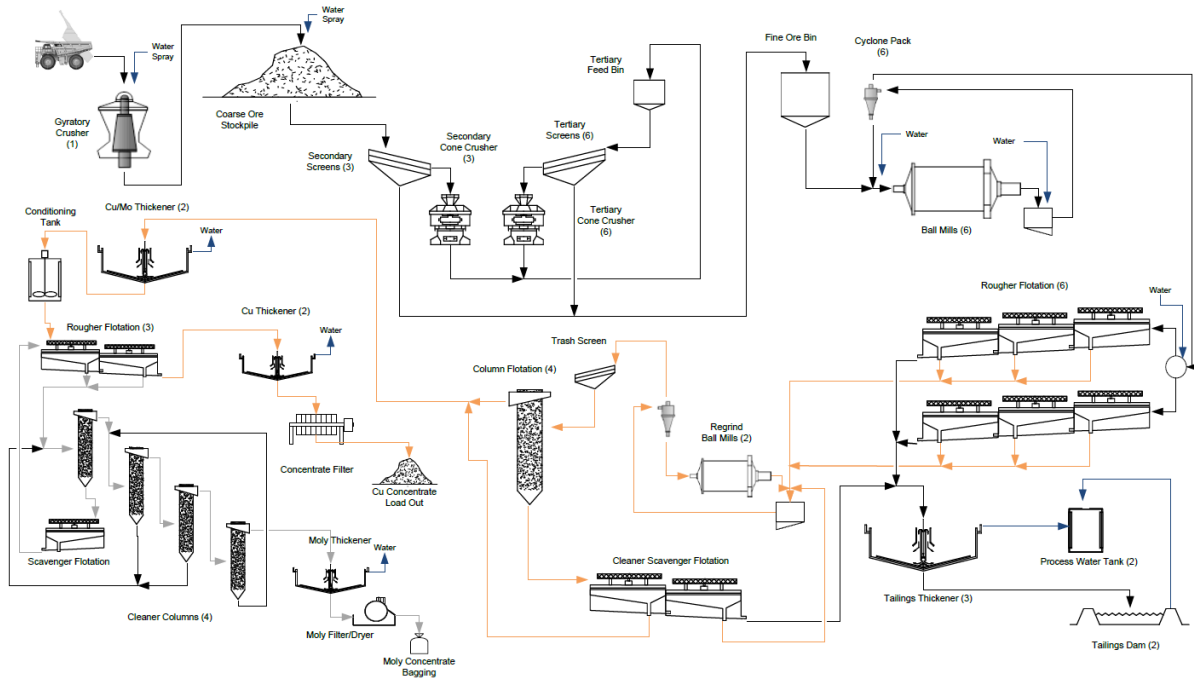 Water
Spray
Gyratory
Crusher
(1)
Water
Spray
Coarse Ore
Stockpile
Secondary
Screens (3)
Secondary
Cone Crusher
(3)
Tertiary
Feed Bin
Tertiary
Screens (6)
Tertiary
Cone Crusher
(6)
Fine Ore Bin
Cyclone Pack
(6)
Water
Water
Ball Mills (6)
Conditioning
Tank
Cu/Mo Thickener (2)
Water
Rougher Flotation (3)
Cu Thickener (2)
Water
Concentrate Filter
Cu Concentrate
Load Out
Scavenger Flotation
Cleaner Columns (4)
Moly Thickener
Water
Moly Filter/Dryer
Moly Concentrate
Bagging
Column Flotation (4)
Trash Screen
Regrind
Ball Mills (2)
Cleaner Scavenger Flotation
Rougher Flotation (6)
Water
Tailings Thickener (3)
Process Water Tank (2)
Tailings Dam (2)